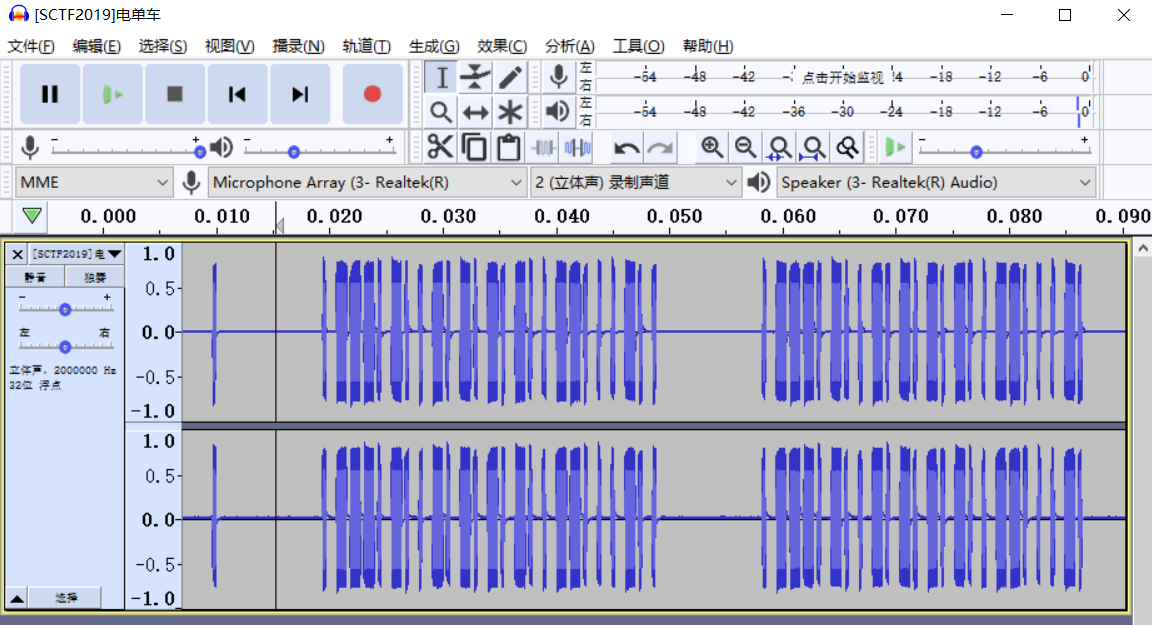 [SCTF2019]电单车
文件(F) 编辑(E) 选择(S) 视图(V) 播录(N) 轨道(T) 生成(G) 效果(C) 分析(A) 工具(O) 帮助(H)
左 右 -54 -48 -42 -: 点击开始监视 !4 -18 -12 -6 0
左 右 -54 -48 -42 -36 -30 -24 -18 -12 -6 0
- + - + - +
MME Microphone Array (3- Realtek(R) 2 (立体声) 录制声道 Speaker (3- Realtek(R) Audio)
0.000 0.010 0.020 0.030 0.040 0.050 0.060 0.070 0.080 0.090
[SCTF2019]电
静音 独奏
- +
左 右
立体声, 2000000 Hz
32位 浮点
选择
1.0
0.5
0.0
-0.5
-1.0
1.0
0.5
0.0
-0.5
-1.0